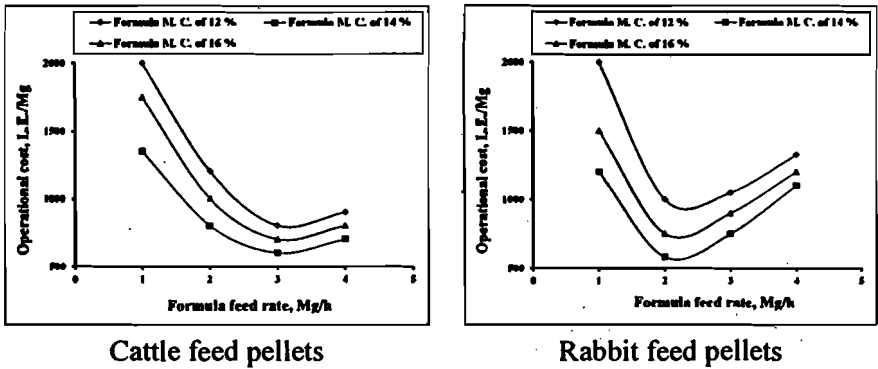 Formula M. C. of 12 %
Formula M. C. of 14 %
Formula M. C. of 16 %
Operational cost, L.E./Mg
2000
1500
1000
500
0
1
2
3
4
5
Formula feed rate, Mg/h
Cattle feed pellets
Formula M. C. of 12 %
Formula M. C. of 14 %
Formula M. C. of 16 %
Operational cost, L.E./Mg
2000
1500
1000
500
0
1
2
3
4
5
Formula feed rate, Mg/h
Rabbit feed pellets